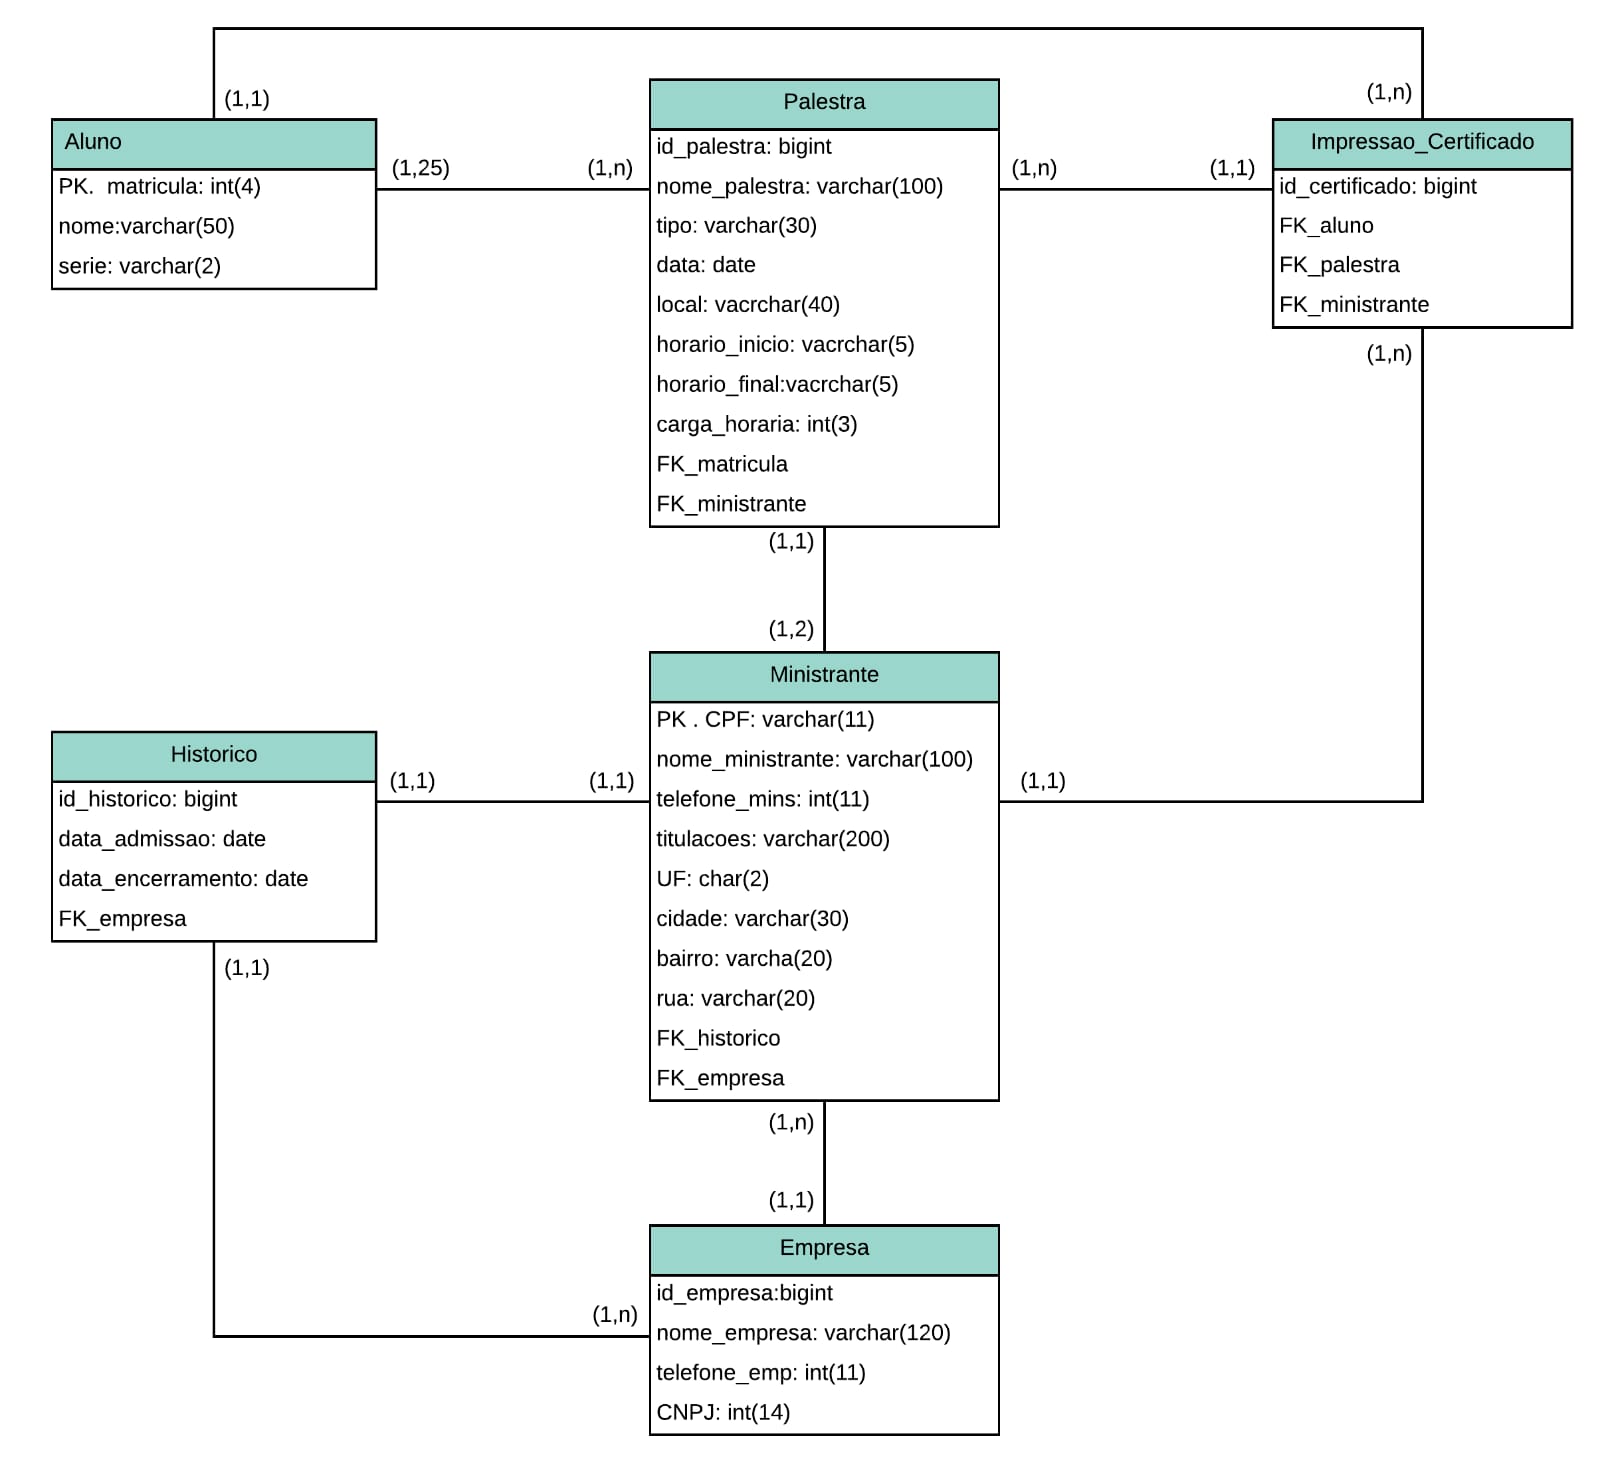 (1,1)
(1,n)
Aluno
PK.  matricula: int(4)
nome:varchar(50)
serie: varchar(2)
(1,25)
(1,n)
Palestra
id_palestra: bigint
nome_palestra: varchar(100)
tipo: varchar(30)
data: date
local: vacrchar(40)
horario_inicio: vacrchar(5)
horario_final:vacrchar(5)
carga_horaria: int(3)
FK_matricula
FK_ministrante
(1,n)
(1,1)
Impressao_Certificado
id_certificado: bigint
FK_aluno
FK_palestra
FK_ministrante
(1,n)
(1,1)
(1,2)
Historico
id_historico: bigint
data_admissao: date
data_encerramento: date
FK_empresa
(1,1)
(1,1)
Ministrante
PK . CPF: varchar(11)
nome_ministrante: varchar(100)
telefone_mins: int(11)
titulacoes: varchar(200)
UF: char(2)
cidade: varchar(30)
bairro: varcha(20)
rua: varchar(20)
FK_historico
FK_empresa
(1,1)
(1,1)
(1,n)
(1,1)
(1,n)
Empresa
id_empresa:bigint
nome_empresa: varchar(120)
telefone_emp: int(11)
CNPJ: int(14)